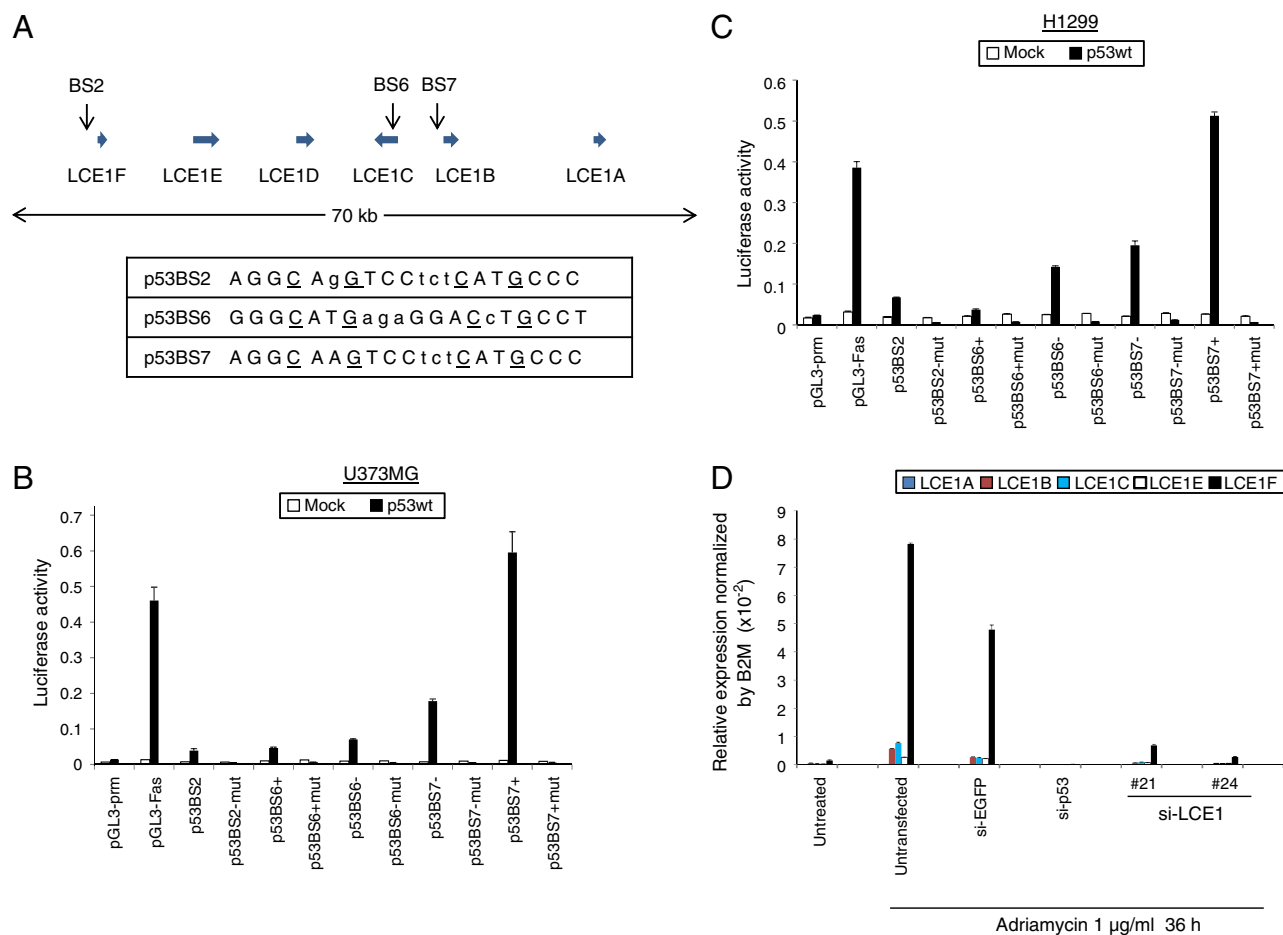 A
BS2 BS6 BS7
LCE1F LCE1E LCE1D LCE1C LCE1B LCE1A
70 kb
p53BS2 A G G C A g G T C C t c t C A T G C C C
p53BS6 G G G C A T G a g a G G A C c T G C C T
p53BS7 A G G C A A G T C C t c t C A T G C C C
B
U373MG
Mock p53wt
Luciferase activity
0.7
0.6
0.5
0.4
0.3
0.2
0.1
0
pGL3-prm
pGL3-Fas
p53BS2
p53BS2-mut
p53BS6+
p53BS6+mut
p53BS6-
p53BS6-mut
p53BS7-
p53BS7-mut
p53BS7+
p53BS7+mut
C
H1299
Mock p53wt
Luciferase activity
0.6
0.5
0.4
0.3
0.2
0.1
0
pGL3-prm
pGL3-Fas
p53BS2
p53BS2-mut
p53BS6+
p53BS6+mut
p53BS6-
p53BS6-mut
p53BS7-
p53BS7-mut
p53BS7+
p53BS7+mut
D
LCE1A LCE1B LCE1C LCE1E LCE1F
Relative expression normalized
by B2M (x10⁻²)
9
8
7
6
5
4
3
2
1
0
Untreated
Untransfected
si-EGFP
si-p53
#21 #24
si-LCE1
Adriamycin 1 µg/ml 36 h